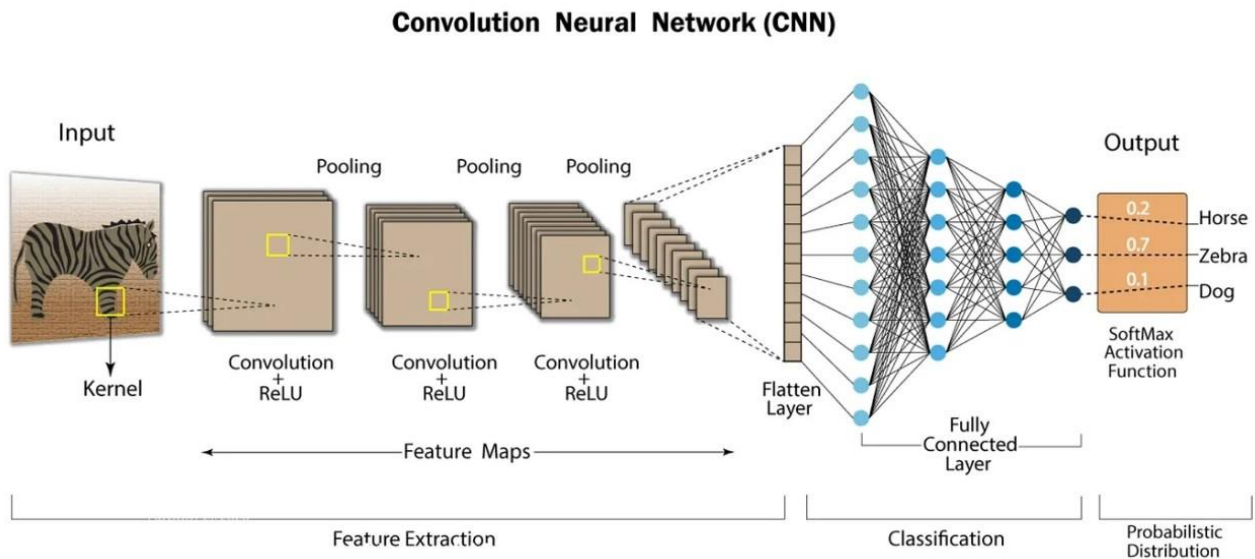 Convolution Neural Network (CNN)
Input
Kernel
Pooling
Pooling
Pooling
Convolution
+
ReLU
Convolution
+
ReLU
Convolution
+
ReLU
Feature Maps
Flatten
Layer
Fully
Connected
Layer
Output
0.2
Horse
0.7
Zebra
0.1
Dog
SoftMax
Activation
Function
Feature Extraction
Classification
Probabilistic
Distribution